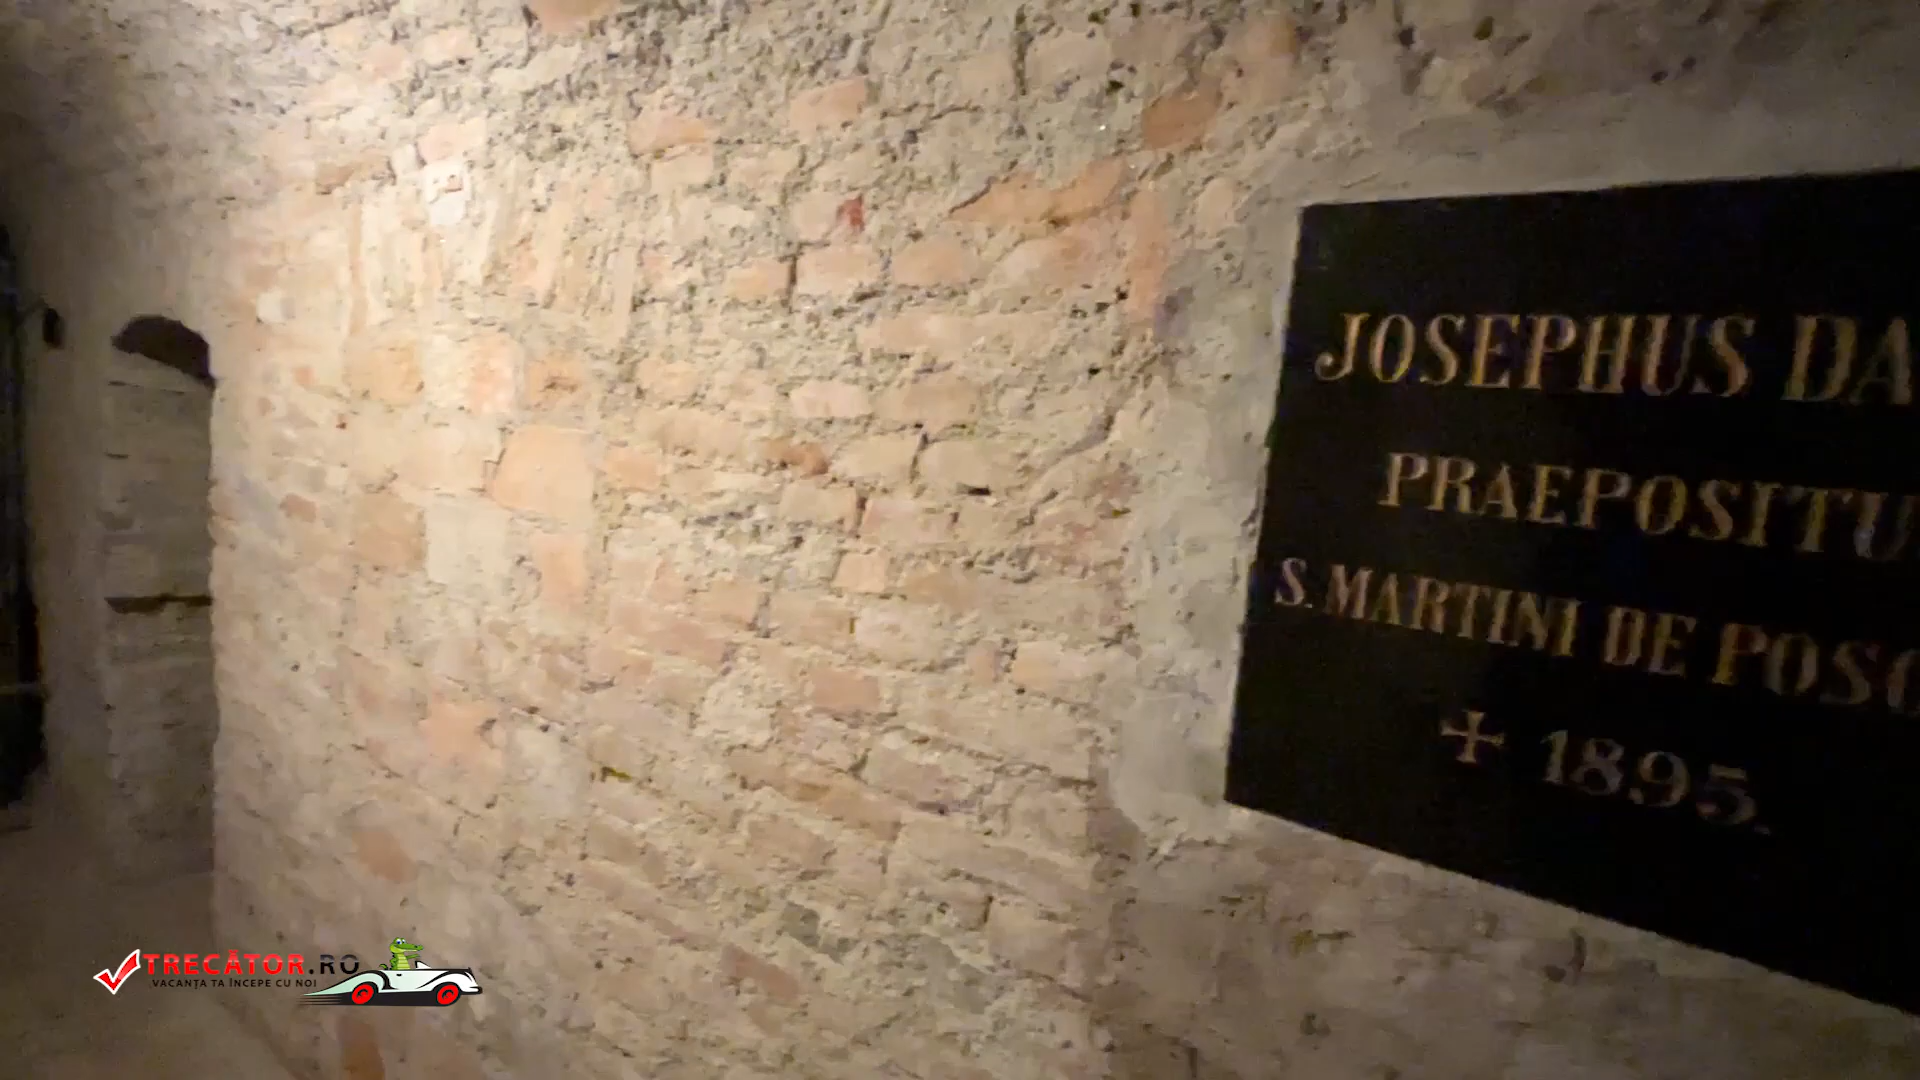 JOSEPHUS DA
PRAEPOSITU
S. MARTINI DE POSO
✝ 1895.
TRECĂTOR.RO
VACANȚA TA ÎNCEPE CU NOI